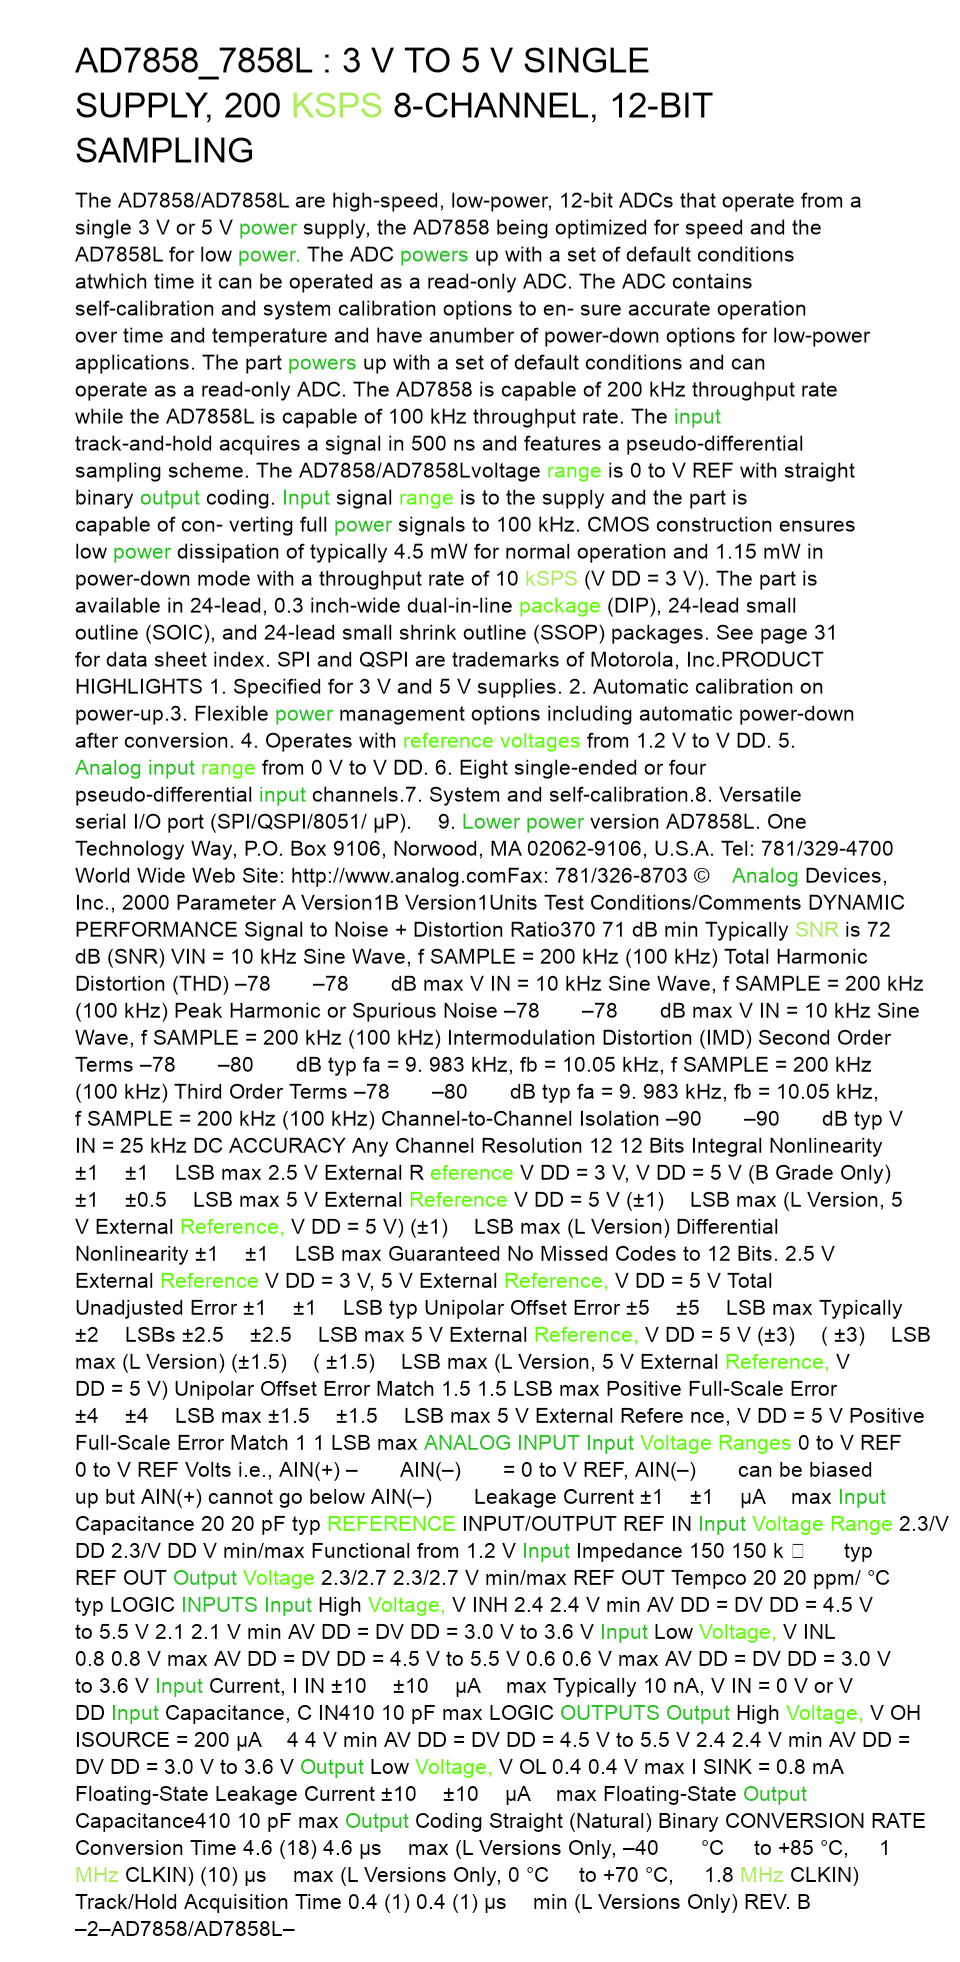 AD7858_7858L : 3 V TO 5 V SINGLE
SUPPLY, 200 KSPS 8-CHANNEL, 12-BIT
SAMPLING
The AD7858/AD7858L are high-speed, low-power, 12-bit ADCs that operate from a
single 3 V or 5 V power supply, the AD7858 being optimized for speed and the
AD7858L for low power. The ADC powers up with a set of default conditions
atwhich time it can be operated as a read-only ADC. The ADC contains
self-calibration and system calibration options to en- sure accurate operation
over time and temperature and have anumber of power-down options for low-power
applications. The part powers up with a set of default conditions and can
operate as a read-only ADC. The AD7858 is capable of 200 kHz throughput rate
while the AD7858L is capable of 100 kHz throughput rate. The input
track-and-hold acquires a signal in 500 ns and features a pseudo-differential
sampling scheme. The AD7858/AD7858Lvoltage range is 0 to V REF with straight
binary output coding. Input signal range is to the supply and the part is
capable of con- verting full power signals to 100 kHz. CMOS construction ensures
low power dissipation of typically 4.5 mW for normal operation and 1.15 mW in
power-down mode with a throughput rate of 10 kSPS (V DD = 3 V). The part is
available in 24-lead, 0.3 inch-wide dual-in-line package (DIP), 24-lead small
outline (SOIC), and 24-lead small shrink outline (SSOP) packages. See page 31
for data sheet index. SPI and QSPI are trademarks of Motorola, Inc.PRODUCT
HIGHLIGHTS 1. Specified for 3 V and 5 V supplies. 2. Automatic calibration on
power-up.3. Flexible power management options including automatic power-down
after conversion. 4. Operates with reference voltages from 1.2 V to V DD. 5.
Analog input range from 0 V to V DD. 6. Eight single-ended or four
pseudo-differential input channels.7. System and self-calibration.8. Versatile
serial I/O port (SPI/QSPI/8051/ µP). 9. Lower power version AD7858L. One
Technology Way, P.O. Box 9106, Norwood, MA 02062-9106, U.S.A. Tel: 781/329-4700
World Wide Web Site: http://www.analog.comFax: 781/326-8703 © Analog Devices,
Inc., 2000 Parameter A Version1B Version1Units Test Conditions/Comments DYNAMIC
PERFORMANCE Signal to Noise + Distortion Ratio370 71 dB min Typically SNR is 72
dB (SNR) VIN = 10 kHz Sine Wave, f SAMPLE = 200 kHz (100 kHz) Total Harmonic
Distortion (THD) –78 –78 dB max V IN = 10 kHz Sine Wave, f SAMPLE = 200 kHz
(100 kHz) Peak Harmonic or Spurious Noise –78 –78 dB max V IN = 10 kHz Sine
Wave, f SAMPLE = 200 kHz (100 kHz) Intermodulation Distortion (IMD) Second Order
Terms –78 –80 dB typ fa = 9. 983 kHz, fb = 10.05 kHz, f SAMPLE = 200 kHz
(100 kHz) Third Order Terms –78 –80 dB typ fa = 9. 983 kHz, fb = 10.05 kHz,
f SAMPLE = 200 kHz (100 kHz) Channel-to-Channel Isolation –90 –90 dB typ V
IN = 25 kHz DC ACCURACY Any Channel Resolution 12 12 Bits Integral Nonlinearity
±1 ±1 LSB max 2.5 V External R eference V DD = 3 V, V DD = 5 V (B Grade Only)
±1 ±0.5 LSB max 5 V External Reference V DD = 5 V (±1) LSB max (L Version, 5
V External Reference, V DD = 5 V) (±1) LSB max (L Version) Differential
Nonlinearity ±1 ±1 LSB max Guaranteed No Missed Codes to 12 Bits. 2.5 V
External Reference V DD = 3 V, 5 V External Reference, V DD = 5 V Total
Unadjusted Error ±1 ±1 LSB typ Unipolar Offset Error ±5 ±5 LSB max Typically
±2 LSBs ±2.5 ±2.5 LSB max 5 V External Reference, V DD = 5 V (±3) ( ±3) LSB
max (L Version) (±1.5) ( ±1.5) LSB max (L Version, 5 V External Reference, V
DD = 5 V) Unipolar Offset Error Match 1.5 1.5 LSB max Positive Full-Scale Error
±4 ±4 LSB max ±1.5 ±1.5 LSB max 5 V External Refere nce, V DD = 5 V Positive
Full-Scale Error Match 1 1 LSB max ANALOG INPUT Input Voltage Ranges 0 to V REF
0 to V REF Volts i.e., AIN(+) – AIN(–) = 0 to V REF, AIN(–) can be biased
up but AIN(+) cannot go below AIN(–) Leakage Current ±1 ±1 µA max Input
Capacitance 20 20 pF typ REFERENCE INPUT/OUTPUT REF IN Input Voltage Range 2.3/V
DD 2.3/V DD V min/max Functional from 1.2 V Input Impedance 150 150 k typ
REF OUT Output Voltage 2.3/2.7 2.3/2.7 V min/max REF OUT Tempco 20 20 ppm/ °C
typ LOGIC INPUTS Input High Voltage, V INH 2.4 2.4 V min AV DD = DV DD = 4.5 V
to 5.5 V 2.1 2.1 V min AV DD = DV DD = 3.0 V to 3.6 V Input Low Voltage, V INL
0.8 0.8 V max AV DD = DV DD = 4.5 V to 5.5 V 0.6 0.6 V max AV DD = DV DD = 3.0 V
to 3.6 V Input Current, I IN ±10 ±10 µA max Typically 10 nA, V IN = 0 V or V
DD Input Capacitance, C IN410 10 pF max LOGIC OUTPUTS Output High Voltage, V OH
ISOURCE = 200 µA 4 4 V min AV DD = DV DD = 4.5 V to 5.5 V 2.4 2.4 V min AV DD =
DV DD = 3.0 V to 3.6 V Output Low Voltage, V OL 0.4 0.4 V max I SINK = 0.8 mA
Floating-State Leakage Current ±10 ±10 µA max Floating-State Output
Capacitance410 10 pF max Output Coding Straight (Natural) Binary CONVERSION RATE
Conversion Time 4.6 (18) 4.6 µs max (L Versions Only, –40 °C to +85 °C, 1
MHz CLKIN) (10) µs max (L Versions Only, 0 °C to +70 °C, 1.8 MHz CLKIN)
Track/Hold Acquisition Time 0.4 (1) 0.4 (1) µs min (L Versions Only) REV. B
–2–AD7858/AD7858L–